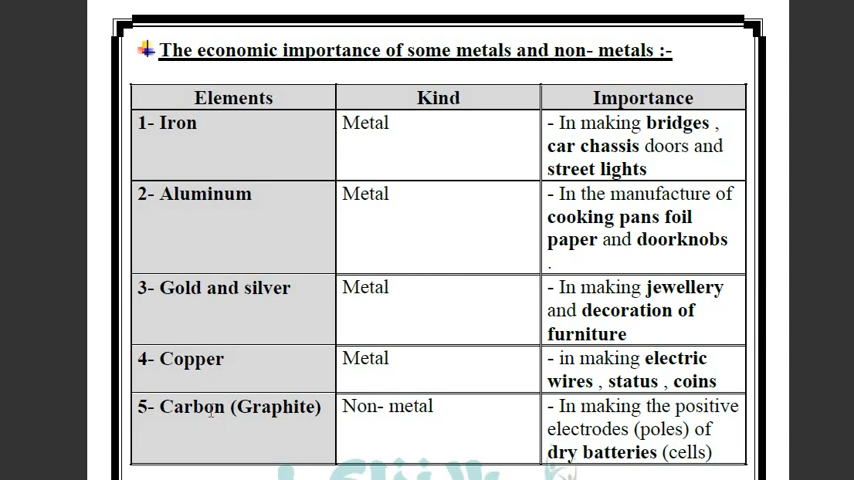 The economic importance of some metals and non- metals :-
Elements Kind Importance
1- Iron Metal - In making bridges ,
car chassis doors and
street lights
2- Aluminum Metal - In the manufacture of
cooking pans foil
paper and doorknobs
.
3- Gold and silver Metal - In making jewellery
and decoration of
furniture
4- Copper Metal - in making electric
wires , status , coins
5- Carbon (Graphite) Non- metal - In making the positive
electrodes (poles) of
dry batteries (cells)